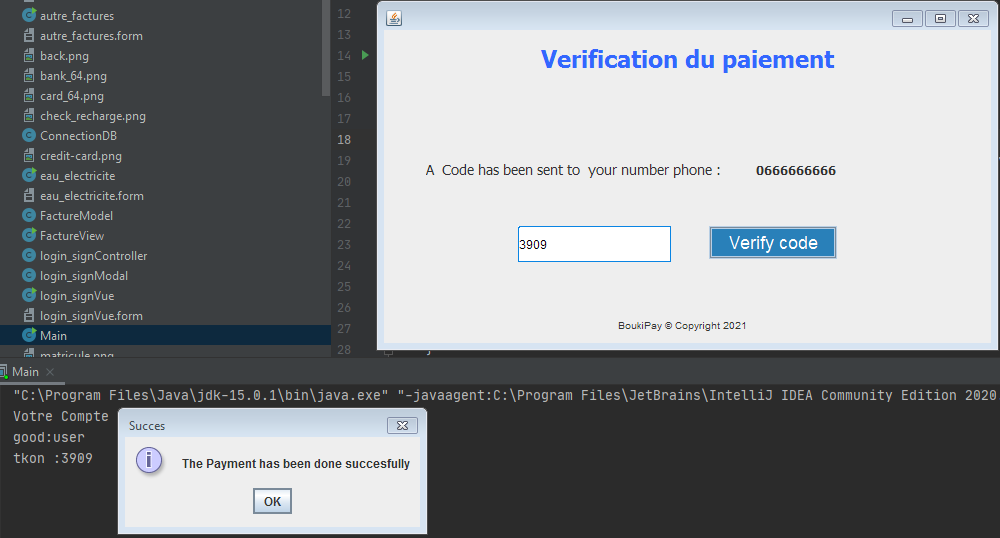 autre_factures
autre_factures.form
back.png
bank_64.png
card_64.png
check_recharge.png
ConnectionDB
credit-card.png
eau_electricite
eau_electricite.form
FactureModel
FactureView
login_signController
login_signModal
login_signVue
login_signVue.form
Main
matricule.png
12
13
14
15
16
17
18
19
20
21
22
23
24
25
26
27
28
Verification du paiement
A Code has been sent to your number phone : 0666666666
3909 Verify code
BoukiPay © Copyright 2021
Main
"C:\Program Files\Java\jdk-15.0.1\bin\java.exe" "-javaagent:C:\Program Files\JetBrains\IntelliJ IDEA Community Edition 2020
Votre Compte
good:user
tkon :3909
Succes
The Payment has been done succesfully
OK